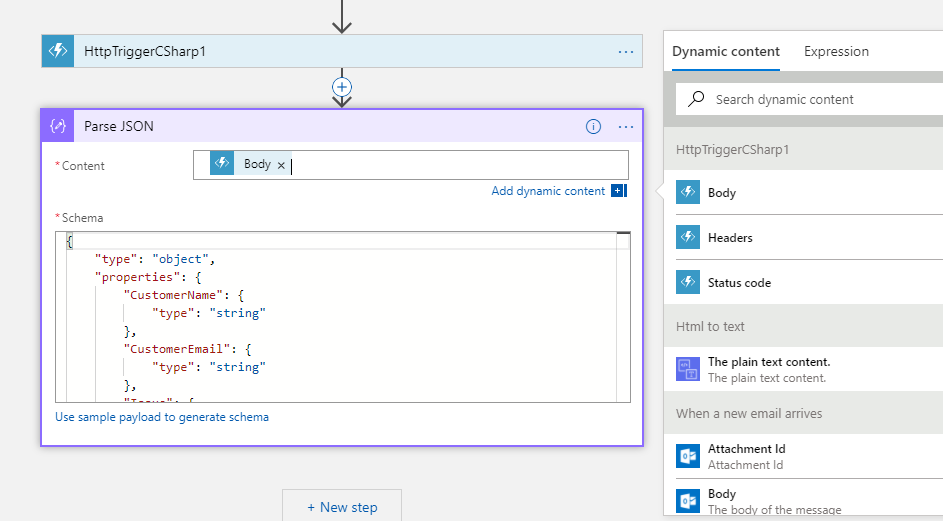 HttpTriggerCSharp1
Parse JSON
*Content
Body ×
Add dynamic content
*Schema
{
"type": "object",
"properties": {
"CustomerName": {
"type": "string"
},
"CustomerEmail": {
"type": "string"
},
Use sample payload to generate schema
+ New step
Dynamic content Expression
Search dynamic content
HttpTriggerCSharp1
Body
Headers
Status code
Html to text
The plain text content.
The plain text content.
When a new email arrives
Attachment Id
Attachment Id
Body
The body of the message